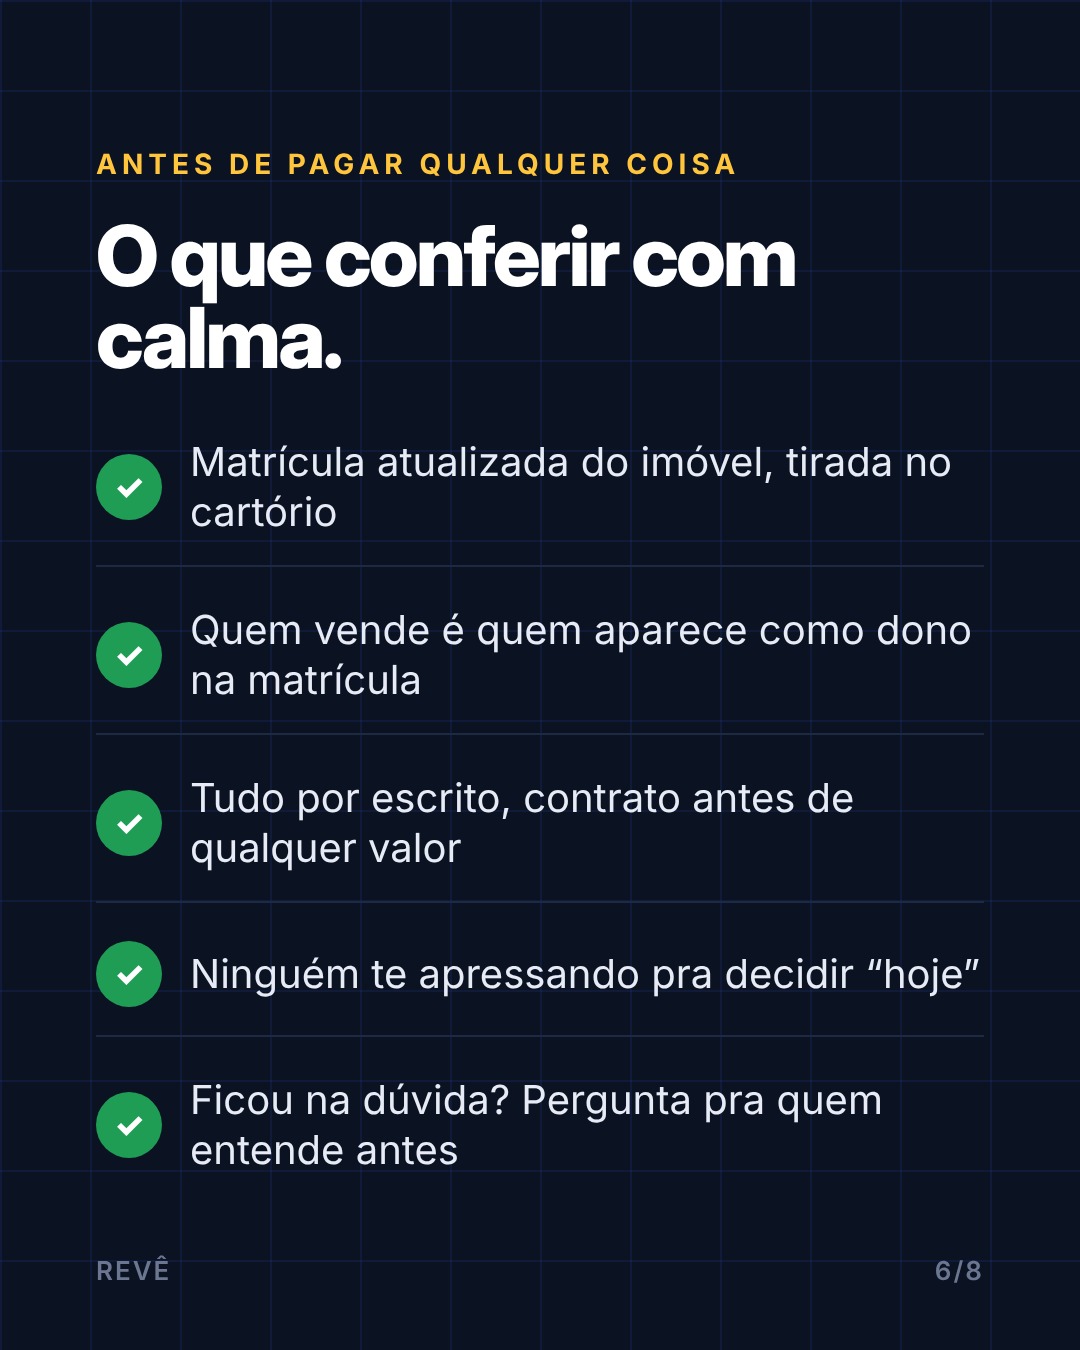 ANTES DE PAGAR QUALQUER COISA
O que conferir com
calma.
Matrícula atualizada do imóvel, tirada no
cartório
Quem vende é quem aparece como dono
na matrícula
Tudo por escrito, contrato antes de
qualquer valor
Ninguém te apressando pra decidir “hoje”
Ficou na dúvida? Pergunta pra quem
entende antes
REVÊ
6/8